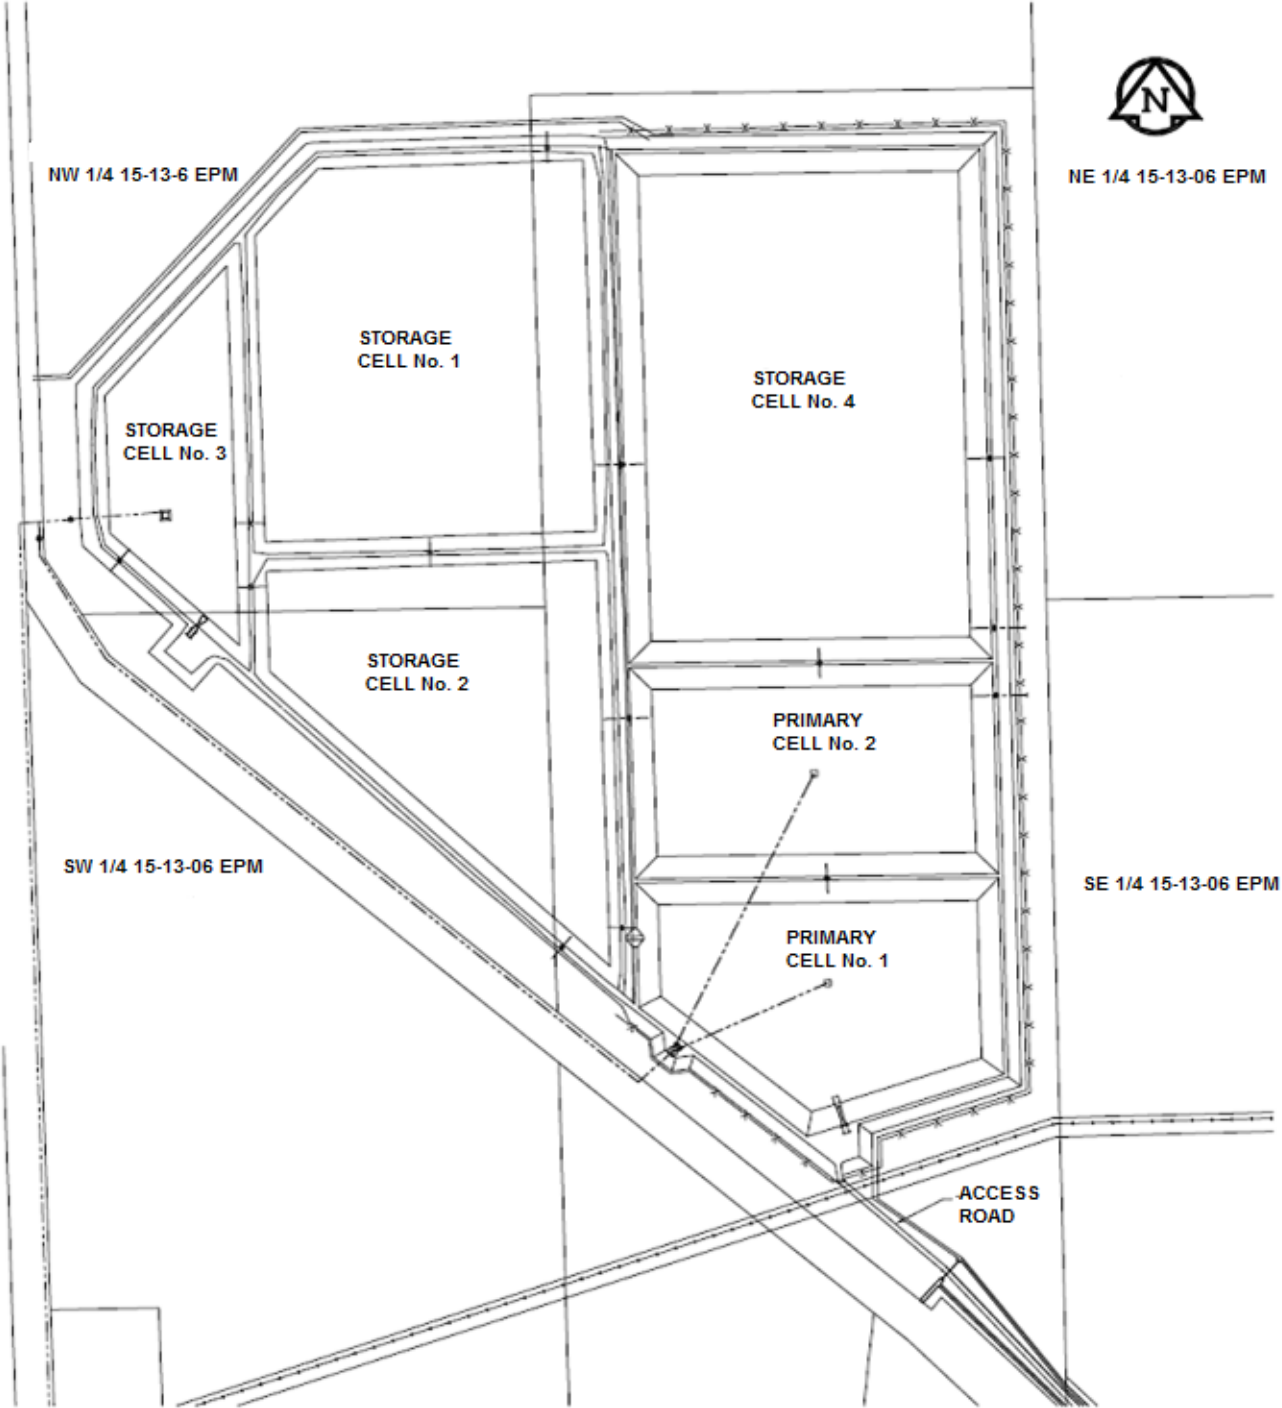 N
NW 1/4 15-13-6 EPM
NE 1/4 15-13-06 EPM
STORAGE
CELL No. 1
STORAGE
CELL No. 4
STORAGE
CELL No. 3
STORAGE
CELL No. 2
PRIMARY
CELL No. 2
SW 1/4 15-13-06 EPM
SE 1/4 15-13-06 EPM
PRIMARY
CELL No. 1
ACCESS
ROAD